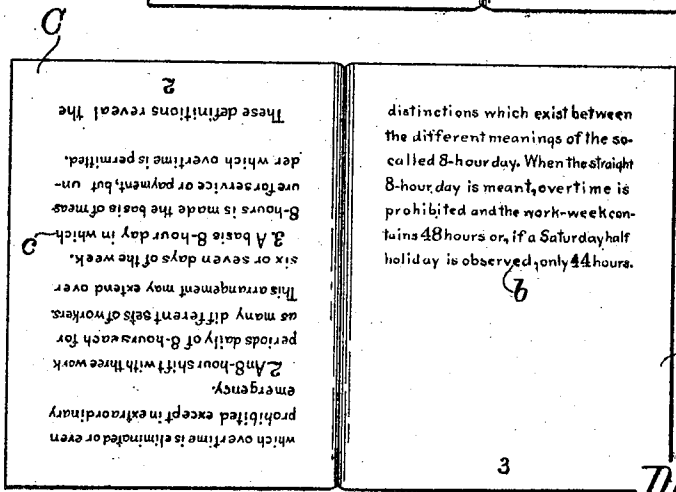 C
which overtime is eliminated or even
prohibited except in extraordinary
emergency.
2. An 8-hour shift with three work
periods daily of 8-hours each for
as many different sets of workers.
This arrangement may extend over
six or seven days of the week.
3. A basis 8-hour day in which
8-hours is made the basis of meas-
ure for service or payment, but un-
der which overtime is permitted.
These definitions reveal the
2
c
distinctions which exist between
the different meanings of the so-
called 8-hour day. When the straight
8-hour day is meant, overtime is
prohibited and the work-week con-
tains 48 hours or, if a Saturday half
holiday is observed, only 44 hours.
b
3